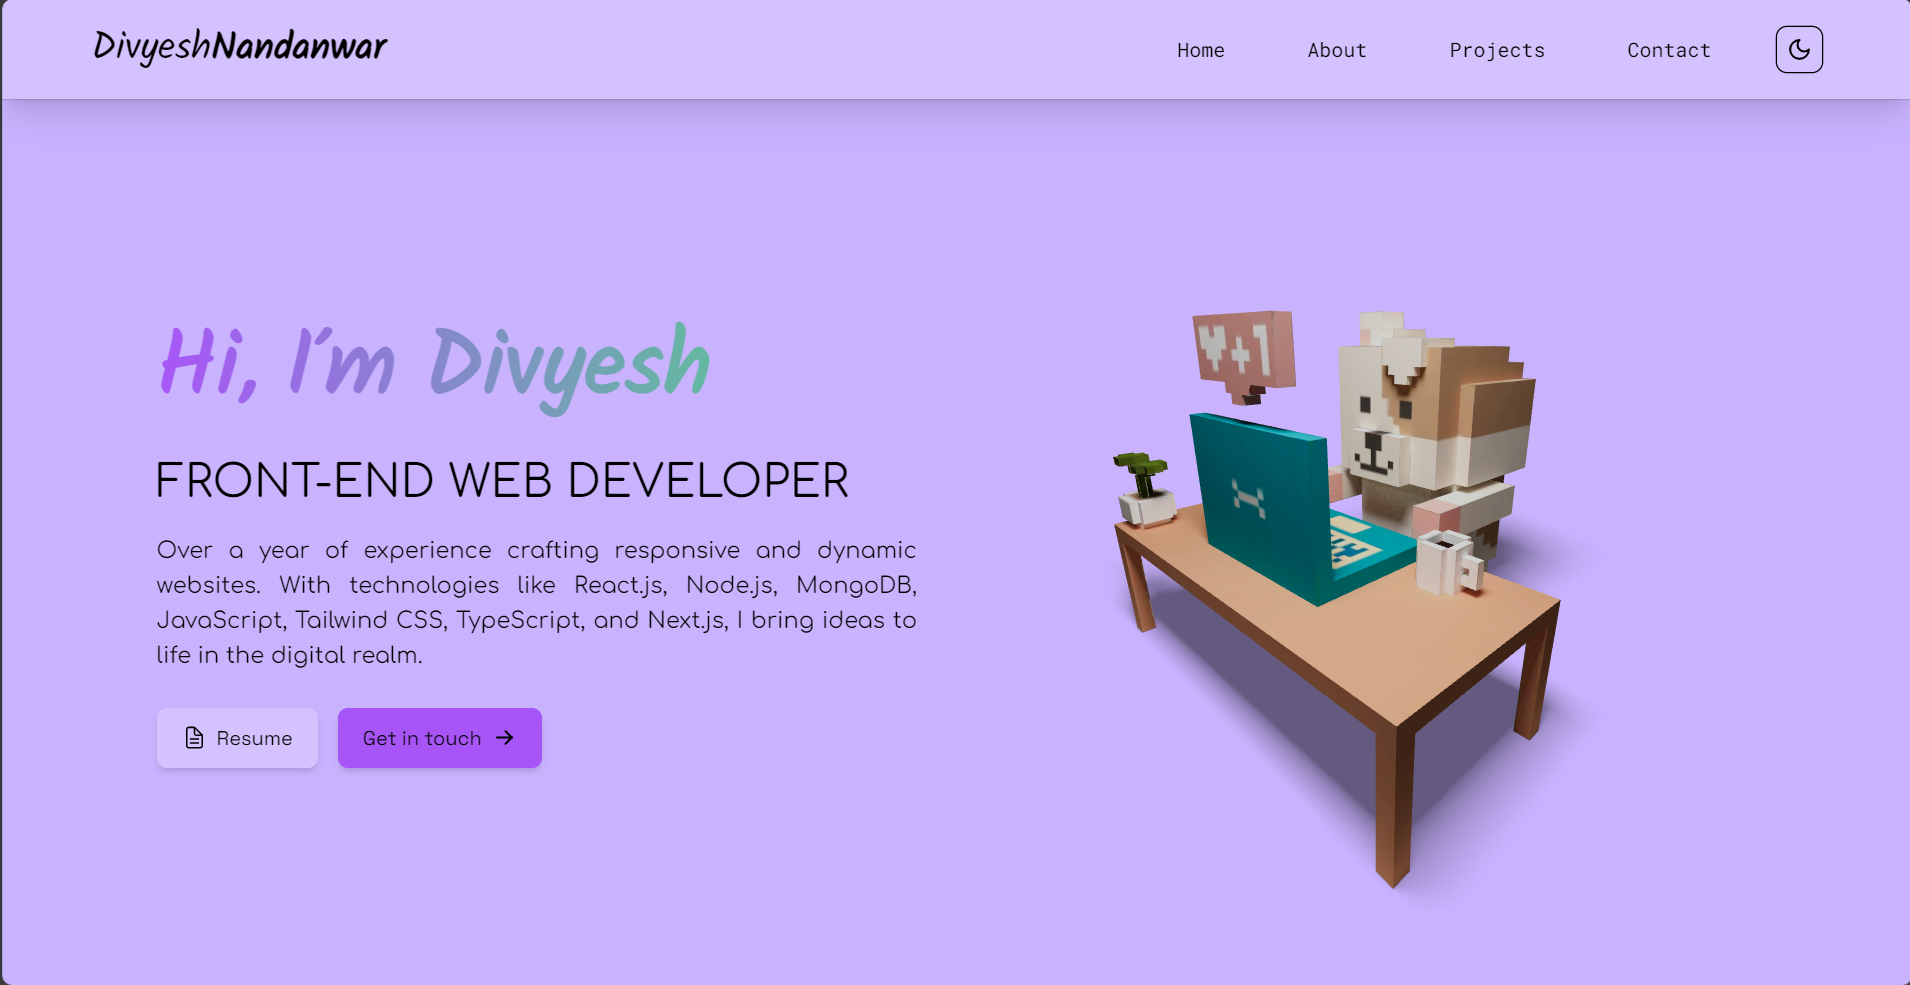 DivyeshNandanwar
Home About Projects Contact
Hi, I'm Divyesh
FRONT-END WEB DEVELOPER
Over a year of experience crafting responsive and dynamic
websites. With technologies like React.js, Node.js, MongoDB,
JavaScript, Tailwind CSS, TypeScript, and Next.js, I bring ideas to
life in the digital realm.
Resume
Get in touch →
♥+1